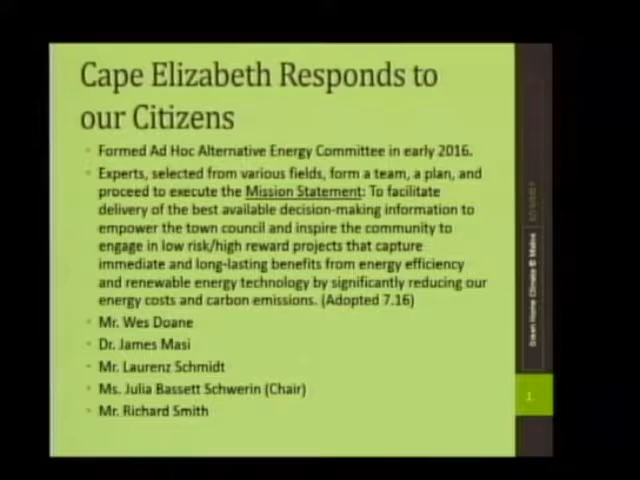 Cape Elizabeth Responds to
our Citizens
Formed Ad Hoc Alternative Energy Committee in early 2016.
Experts, selected from various fields, form a team, a plan, and
proceed to execute the Mission Statement: To facilitate
delivery of the best available decision-making information to
empower the town council and inspire the community to
engage in low risk/high reward projects that capture
immediate and long-lasting benefits from energy efficiency
and renewable energy technology by significantly reducing our
energy costs and carbon emissions. (Adopted 7.16)
Mr. Wes Doane
Dr. James Masi
Mr. Laurenz Schmidt
Ms. Julia Bassett Schwerin (Chair)
Mr. Richard Smith
Green Home Climate @ Maine
1